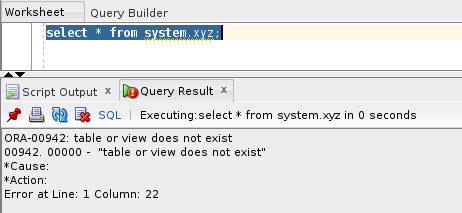 Worksheet Query Builder
select * from system.xyz;
Script Output x Query Result x
SQL | Executing:select * from system.xyz in 0 seconds
ORA-00942: table or view does not exist
00942. 00000 - "table or view does not exist"
*Cause:
*Action:
Error at Line: 1 Column: 22